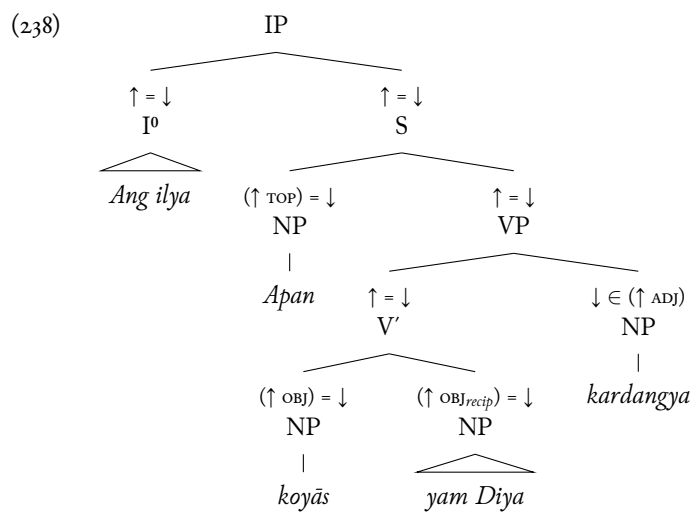 (238) IP
↑ = ↓ ↑ = ↓
I⁰ S
Ang ilya (↑ TOP) = ↓ ↑ = ↓
NP VP
Apan ↑ = ↓ ↓ ∈ (↑ ADJ)
V′ NP
(↑ OBJ) = ↓ (↑ OBJrecip) = ↓ kardangya
NP NP
koyās yam Diya